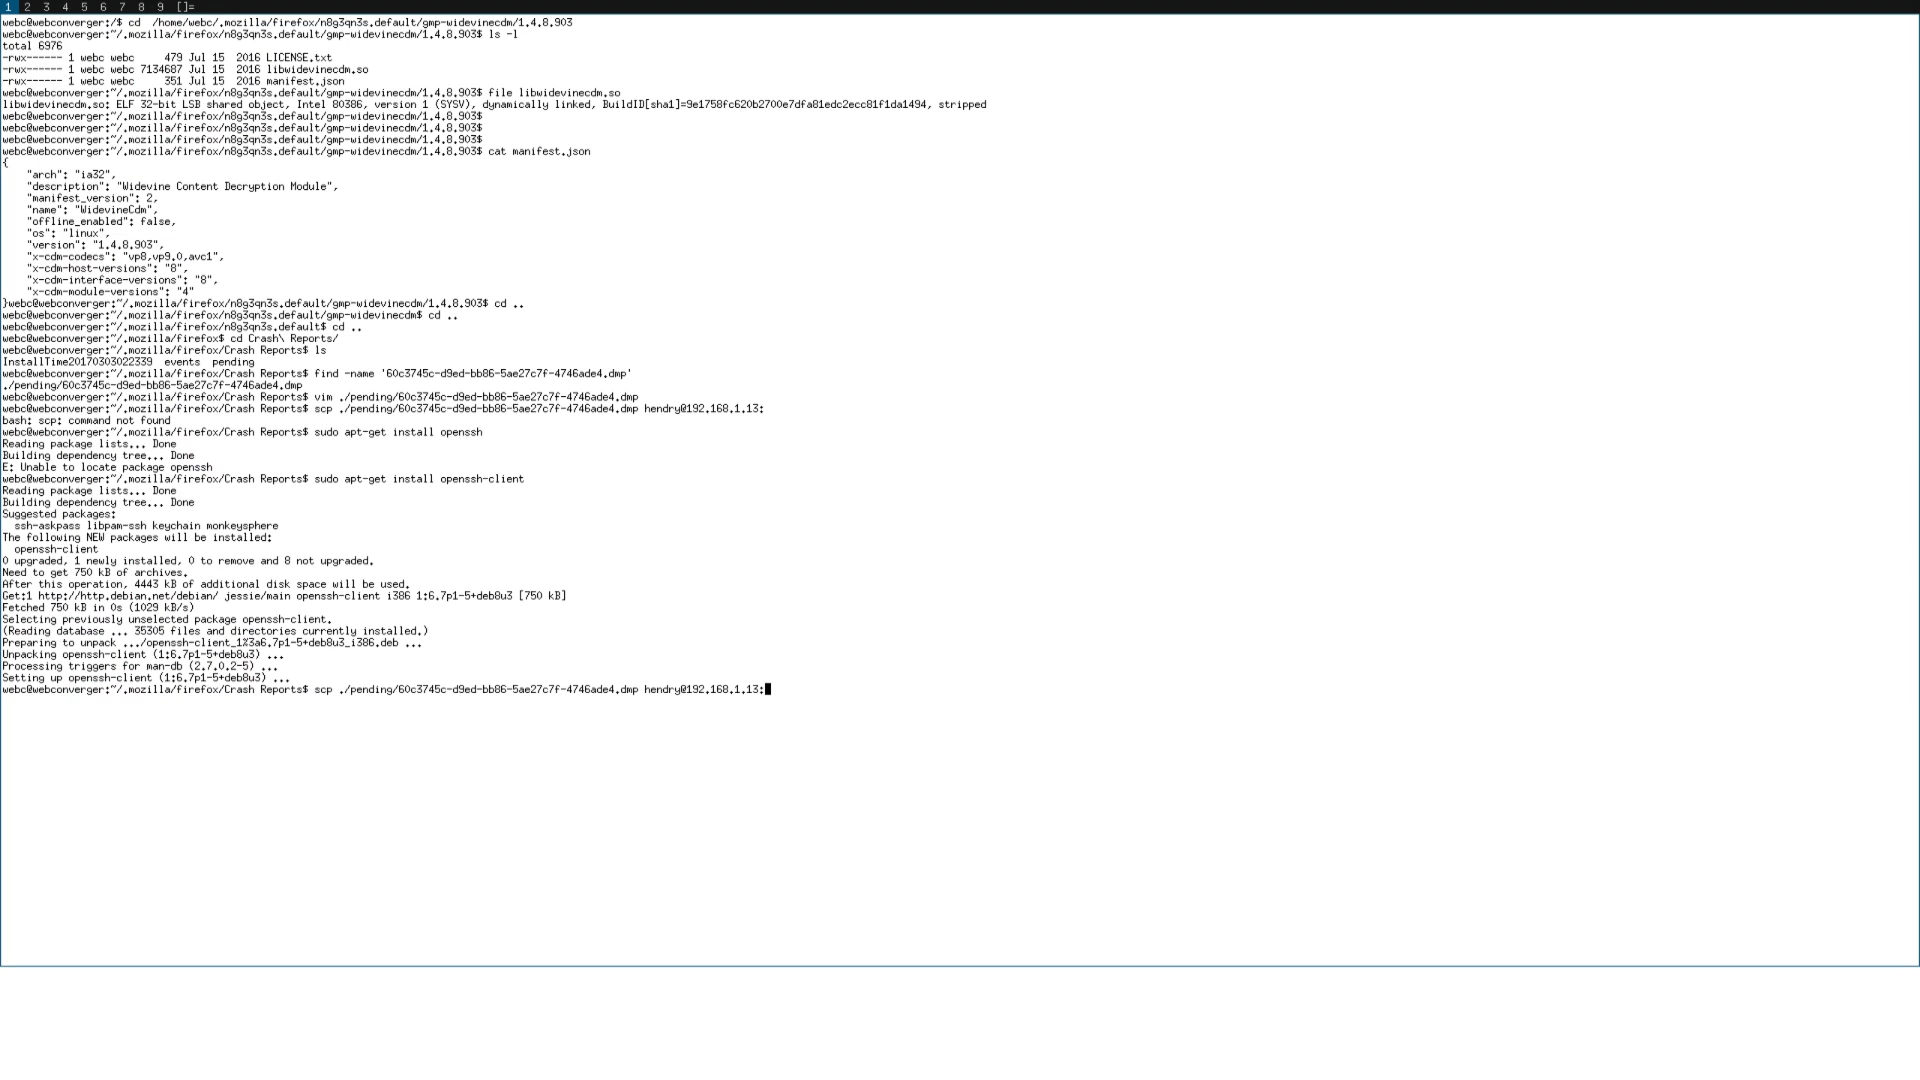 1 2 3 4 5 6 7 8 9 []=
webc@webconverger:/$ cd  /home/webc/.mozilla/firefox/n8g3qn3s.default/gmp-widevinecdm/1.4.8.903
webc@webconverger:~/.mozilla/firefox/n8g3qn3s.default/gmp-widevinecdm/1.4.8.903$ ls -l
total 6976
-rwx------ 1 webc webc     479 Jul 15  2016 LICENSE.txt
-rwx------ 1 webc webc 7134687 Jul 15  2016 libwidevinecdm.so
-rwx------ 1 webc webc     351 Jul 15  2016 manifest.json
webc@webconverger:~/.mozilla/firefox/n8g3qn3s.default/gmp-widevinecdm/1.4.8.903$ file libwidevinecdm.so
libwidevinecdm.so: ELF 32-bit LSB shared object, Intel 80386, version 1 (SYSV), dynamically linked, BuildID[sha1]=9e1758fc620b2700e7dfa81edc2ecc81f1da1494, stripped
webc@webconverger:~/.mozilla/firefox/n8g3qn3s.default/gmp-widevinecdm/1.4.8.903$
webc@webconverger:~/.mozilla/firefox/n8g3qn3s.default/gmp-widevinecdm/1.4.8.903$
webc@webconverger:~/.mozilla/firefox/n8g3qn3s.default/gmp-widevinecdm/1.4.8.903$
webc@webconverger:~/.mozilla/firefox/n8g3qn3s.default/gmp-widevinecdm/1.4.8.903$ cat manifest.json
{
    "arch": "ia32",
    "description": "Widevine Content Decryption Module",
    "manifest_version": 2,
    "name": "WidevineCdm",
    "offline_enabled": false,
    "os": "linux",
    "version": "1.4.8.903",
    "x-cdm-codecs": "vp8,vp9.0,avc1",
    "x-cdm-host-versions": "8",
    "x-cdm-interface-versions": "8",
    "x-cdm-module-versions": "4"
}webc@webconverger:~/.mozilla/firefox/n8g3qn3s.default/gmp-widevinecdm/1.4.8.903$ cd ..
webc@webconverger:~/.mozilla/firefox/n8g3qn3s.default/gmp-widevinecdm$ cd ..
webc@webconverger:~/.mozilla/firefox/n8g3qn3s.default$ cd ..
webc@webconverger:~/.mozilla/firefox$ cd Crash\ Reports/
webc@webconverger:~/.mozilla/firefox/Crash Reports$ ls
InstallTime20170303022339  events  pending
webc@webconverger:~/.mozilla/firefox/Crash Reports$ find -name '60c3745c-d9ed-bb86-5ae27c7f-4746ade4.dmp'
./pending/60c3745c-d9ed-bb86-5ae27c7f-4746ade4.dmp
webc@webconverger:~/.mozilla/firefox/Crash Reports$ vim ./pending/60c3745c-d9ed-bb86-5ae27c7f-4746ade4.dmp
webc@webconverger:~/.mozilla/firefox/Crash Reports$ scp ./pending/60c3745c-d9ed-bb86-5ae27c7f-4746ade4.dmp hendry@192.168.1.13:
bash: scp: command not found
webc@webconverger:~/.mozilla/firefox/Crash Reports$ sudo apt-get install openssh
Reading package lists... Done
Building dependency tree... Done
E: Unable to locate package openssh
webc@webconverger:~/.mozilla/firefox/Crash Reports$ sudo apt-get install openssh-client
Reading package lists... Done
Building dependency tree... Done
Suggested packages:
  ssh-askpass libpam-ssh keychain monkeysphere
The following NEW packages will be installed:
  openssh-client
0 upgraded, 1 newly installed, 0 to remove and 8 not upgraded.
Need to get 750 kB of archives.
After this operation, 4443 kB of additional disk space will be used.
Get:1 http://http.debian.net/debian/ jessie/main openssh-client i386 1:6.7p1-5+deb8u3 [750 kB]
Fetched 750 kB in 0s (1029 kB/s)
Selecting previously unselected package openssh-client.
(Reading database ... 35305 files and directories currently installed.)
Preparing to unpack .../openssh-client_1%3a6.7p1-5+deb8u3_i386.deb ...
Unpacking openssh-client (1:6.7p1-5+deb8u3) ...
Processing triggers for man-db (2.7.0.2-5) ...
Setting up openssh-client (1:6.7p1-5+deb8u3) ...
webc@webconverger:~/.mozilla/firefox/Crash Reports$ scp ./pending/60c3745c-d9ed-bb86-5ae27c7f-4746ade4.dmp hendry@192.168.1.13: